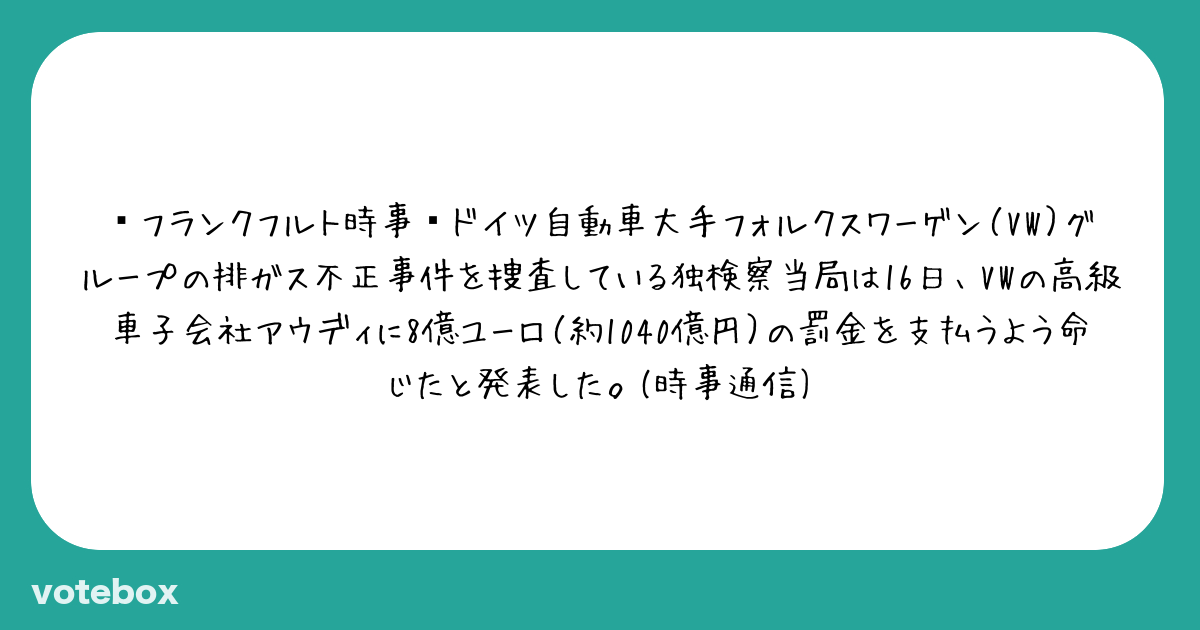 ▪フランクフルト時事▪ドイツ自動車大手フォルクスワーゲン(VW)グ
ループの排ガス不正事件を捜査している独検察当局は16日、VWの高級
車子会社アウディに8億ユーロ(約1040億円)の罰金を支払うよう命
じたと発表した。(時事通信)
votebox